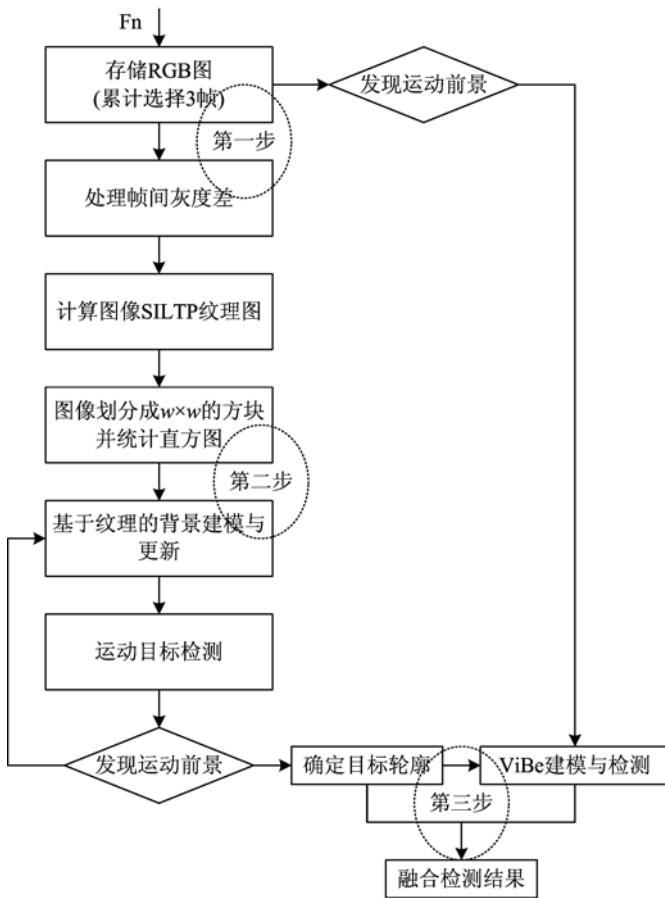 Fn
存储RGB图
(累计选择3帧)
发现运动前景
第一步
处理帧间灰度差
计算图像SILTP纹理图
图像划分成w×w的方块
并统计直方图
第二步
基于纹理的背景建模与
更新
运动目标检测
发现运动前景
确定目标轮廓
ViBe建模与检测
第三步
融合检测结果